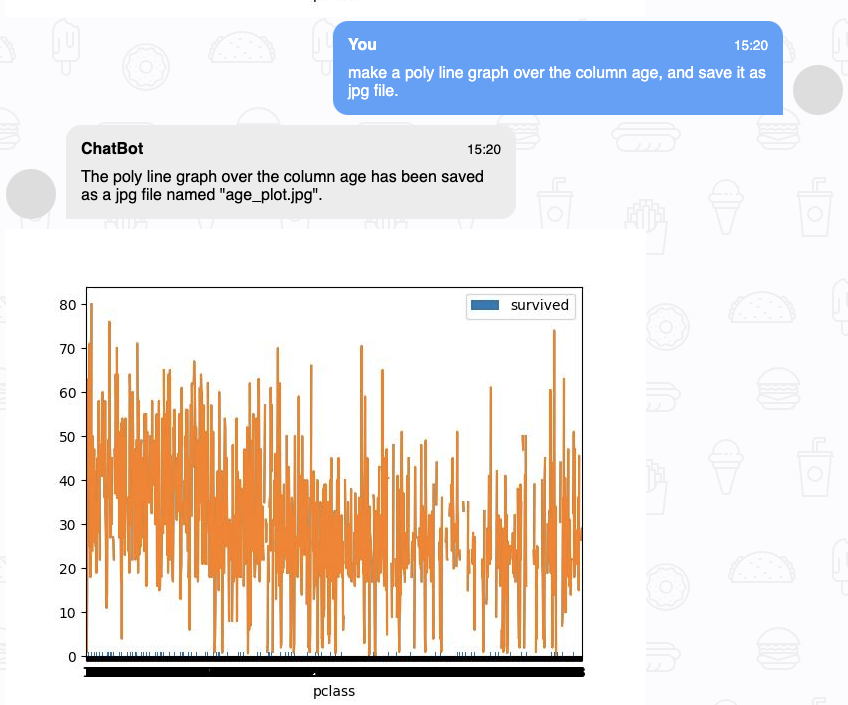 You 15:20
make a poly line graph over the column age, and save it as
jpg file.
ChatBot 15:20
The poly line graph over the column age has been saved
as a jpg file named "age_plot.jpg".
survived
80
70
60
50
40
30
20
10
0
pclass